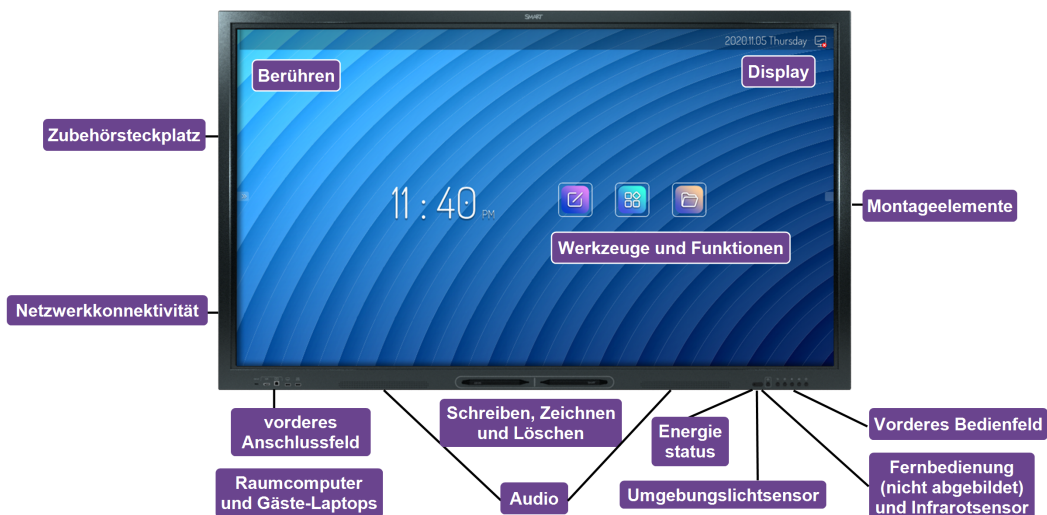 SMART
2020.11.05 Thursday
Berühren
Display
Zubehörsteckplatz
11 : 40 PM
Montageelemente
Werkzeuge und Funktionen
Netzwerkkonnektivität
vorderes
Anschlussfeld
Schreiben, Zeichnen
und Löschen
Energie
status
Vorderes Bedienfeld
Raumcomputer
und Gäste-Laptops
Audio
Umgebungslichtsensor
Fernbedienung
(nicht abgebildet)
und Infrarotsensor